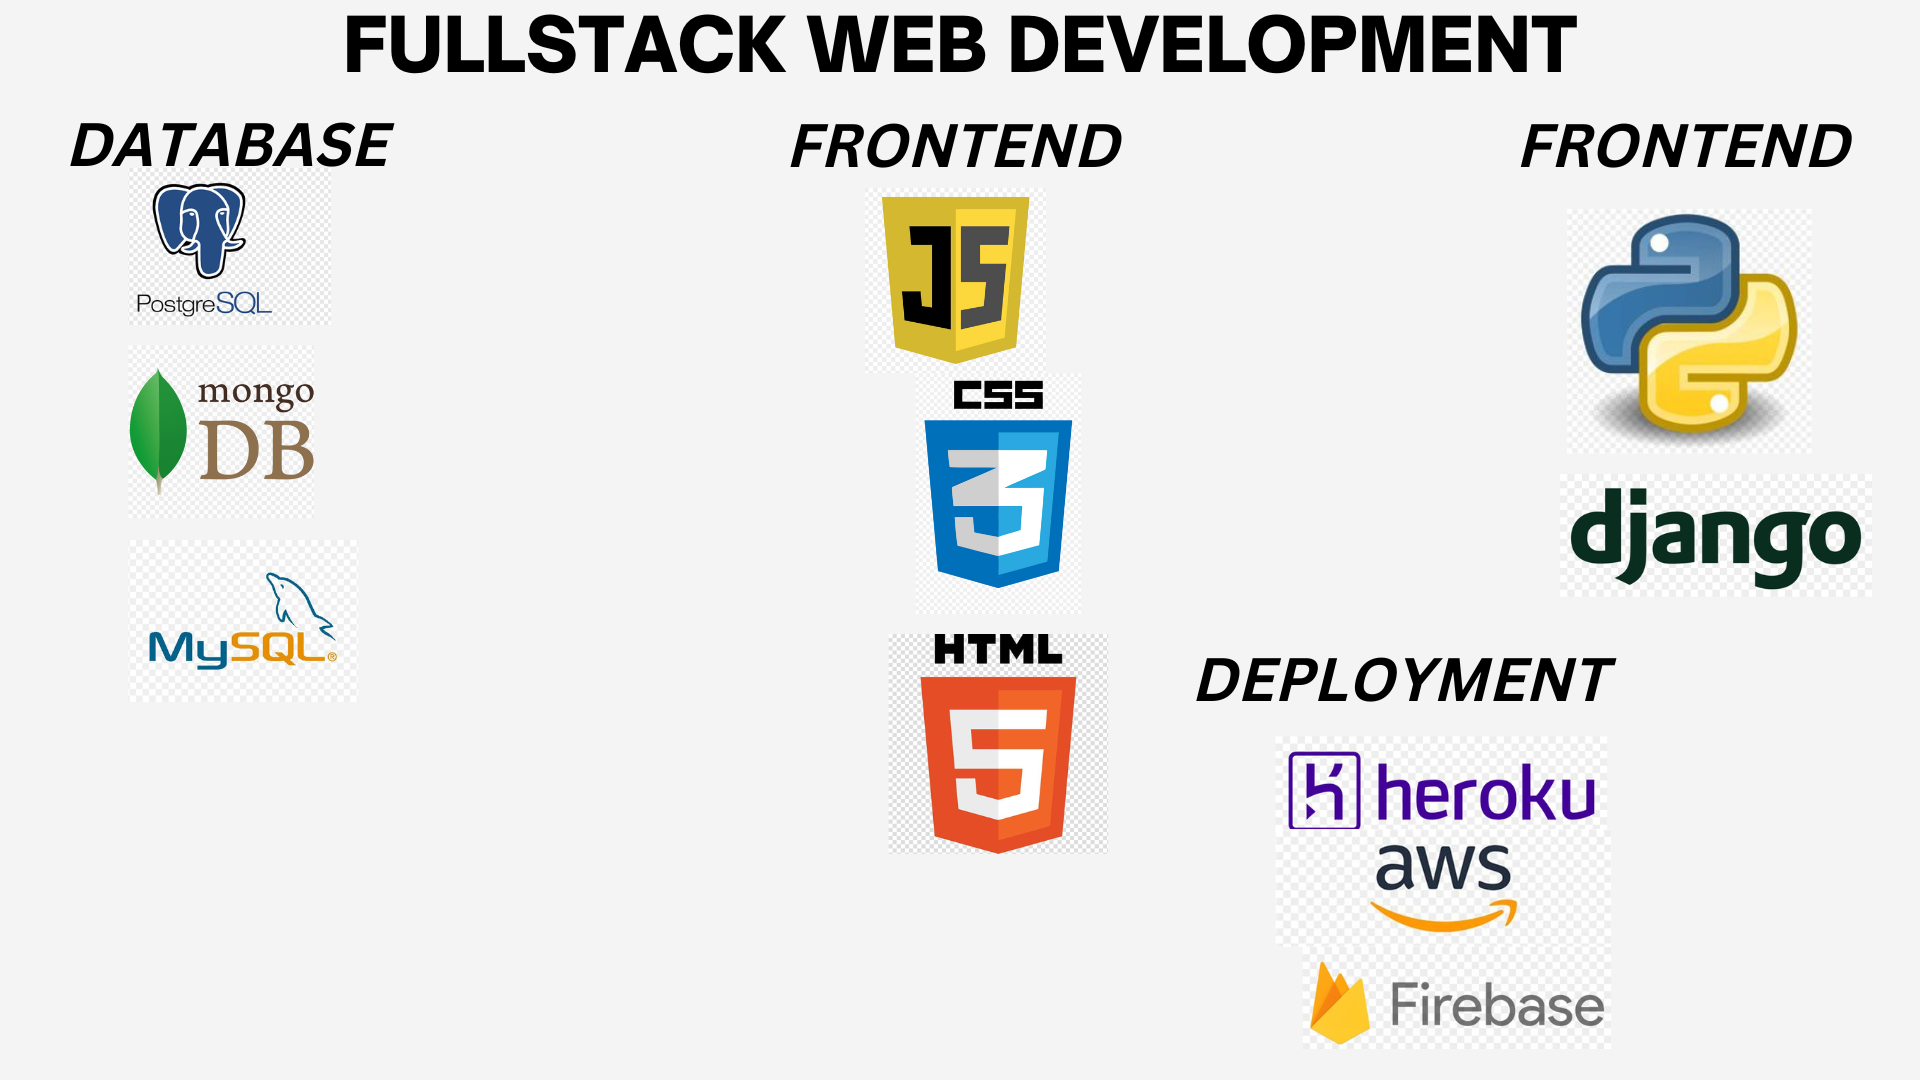 FULLSTACK WEB DEVELOPMENT
DATABASE
PostgreSQL
mongo
DB
MySQL®
FRONTEND
JS
CSS
3
HTML
5
FRONTEND
django
DEPLOYMENT
heroku
aws
Firebase